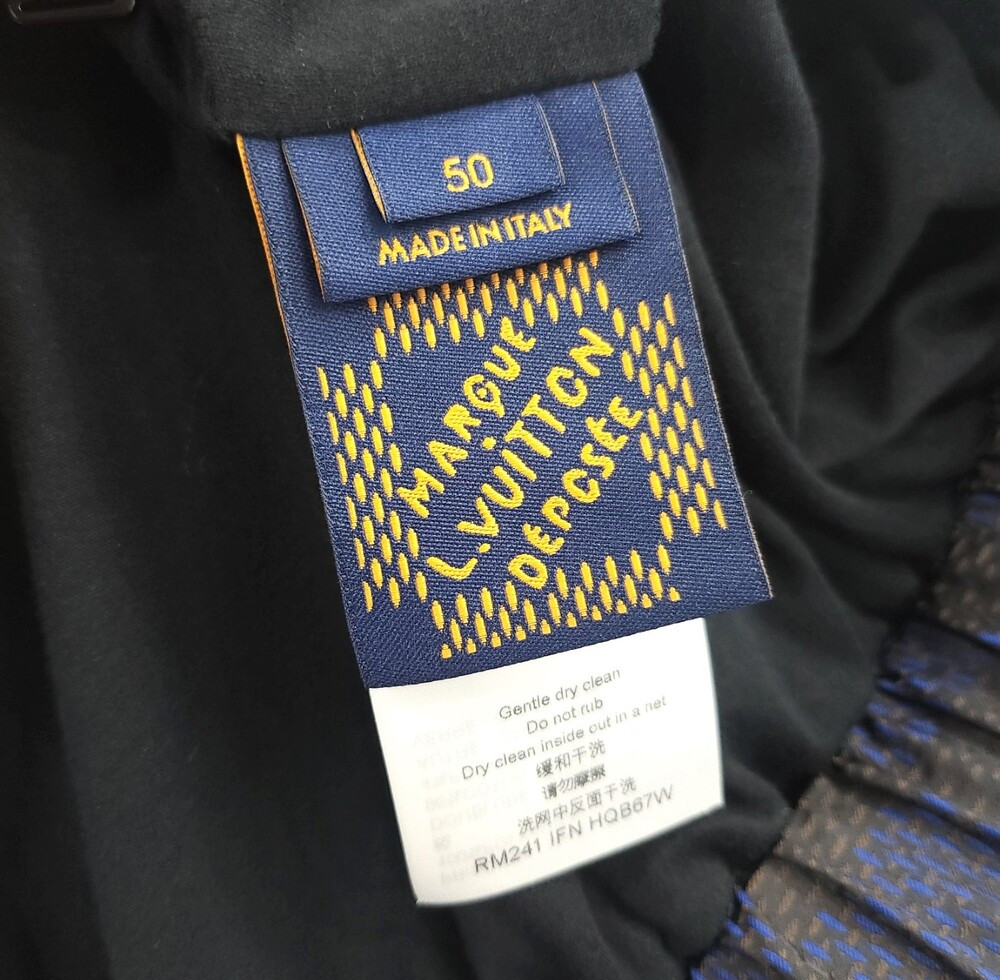 50
MADE IN ITALY
MARQUE
L.VUITTON
DEPOSEE
Gentle dry clean
Do not rub
Dry clean inside out in a net
缓和干洗
请勿摩擦
洗网中反面干洗
RM241 IFN HQB67W